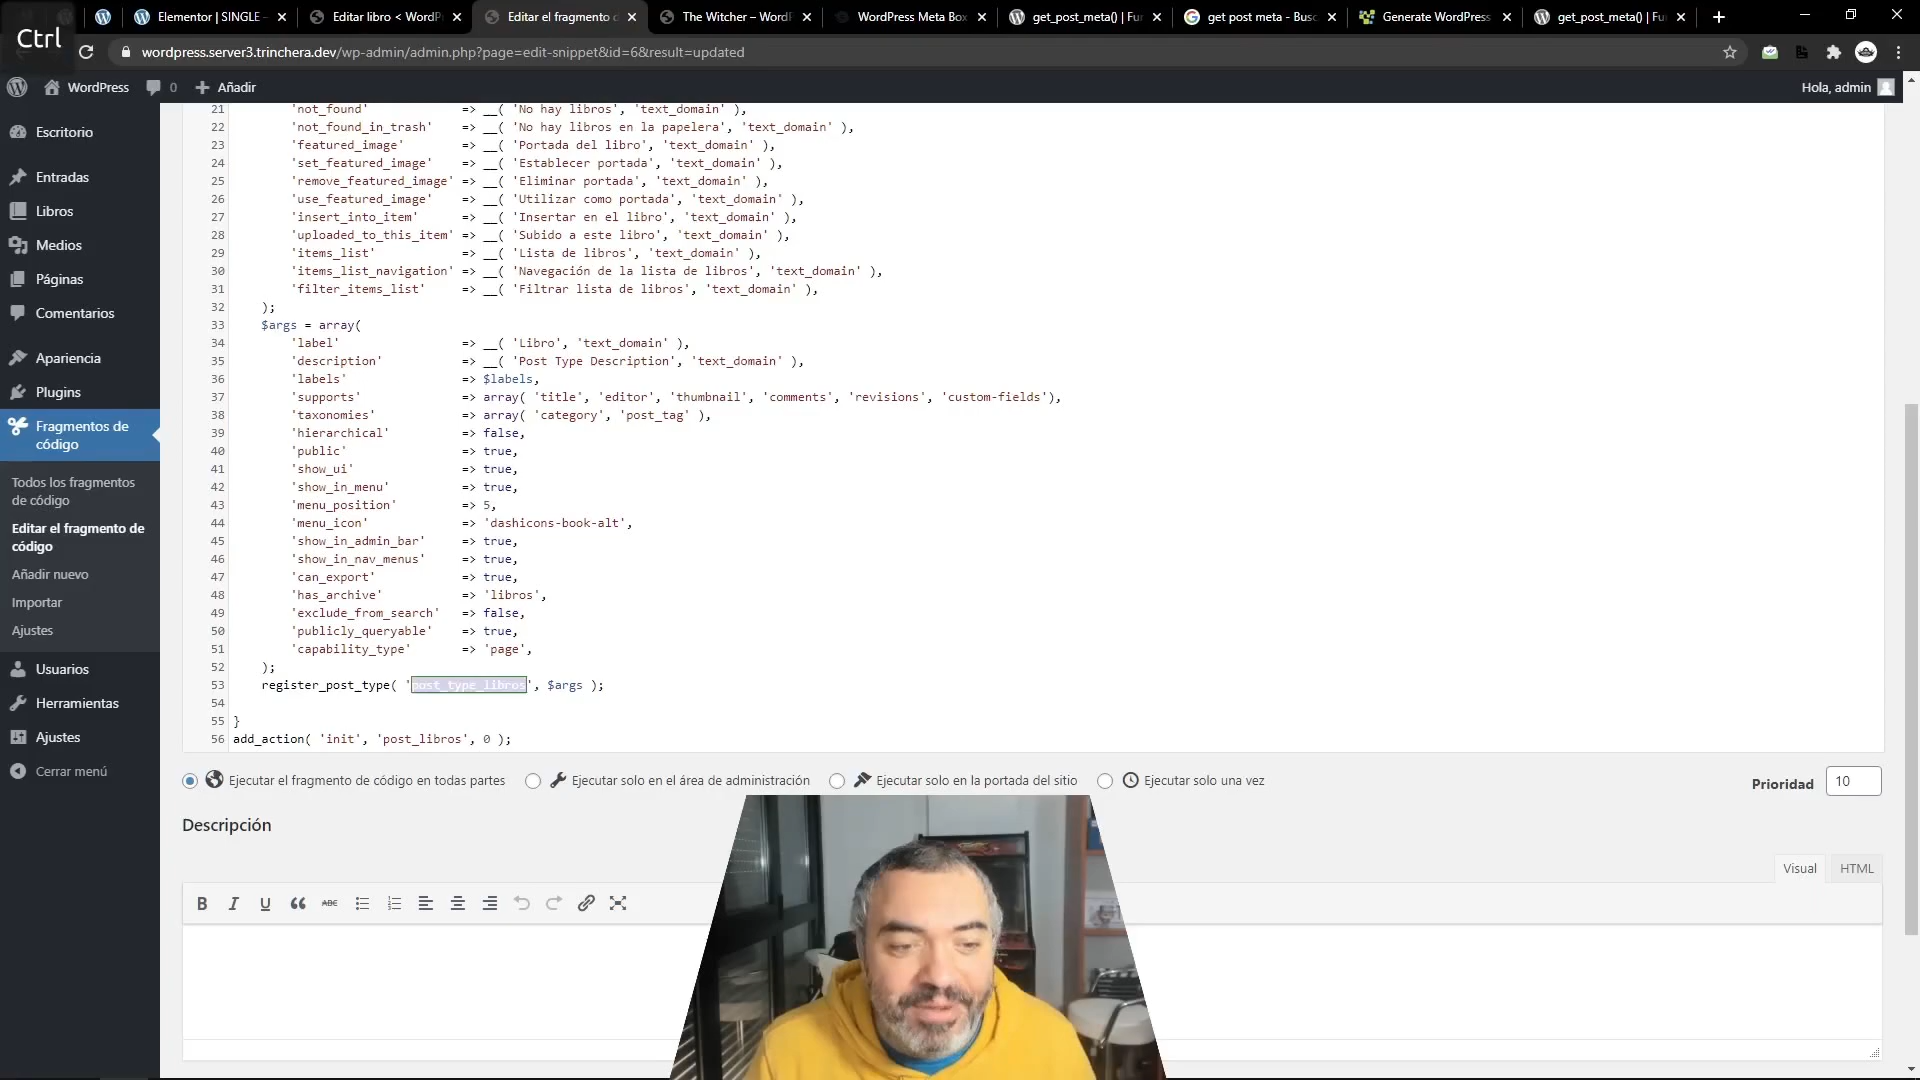 Ctrl
Elementor | SINGLE –
Editar libro < WordP
Editar el fragmento d
The Witcher – WordP
WordPress Meta Box
get_post_meta() | Fun
get post meta - Busc
Generate WordPress
get_post_meta() | Fun
wordpress.server3.trinchera.dev/wp-admin/admin.php?page=edit-snippet&id=6&result=updated
WordPress
0
Añadir
Hola, admin
Escritorio
Entradas
Libros
Medios
Páginas
Comentarios
Apariencia
Plugins
Fragmentos de
código
Todos los fragmentos
de código
Editar el fragmento de
código
Añadir nuevo
Importar
Ajustes
Usuarios
Herramientas
Ajustes
Cerrar menú
21 'not_found' => __( 'No hay libros', 'text_domain' ),
22 'not_found_in_trash' => __( 'No hay libros en la papelera', 'text_domain' ),
23 'featured_image' => __( 'Portada del libro', 'text_domain' ),
24 'set_featured_image' => __( 'Establecer portada', 'text_domain' ),
25 'remove_featured_image' => __( 'Eliminar portada', 'text_domain' ),
26 'use_featured_image' => __( 'Utilizar como portada', 'text_domain' ),
27 'insert_into_item' => __( 'Insertar en el libro', 'text_domain' ),
28 'uploaded_to_this_item' => __( 'Subido a este libro', 'text_domain' ),
29 'items_list' => __( 'Lista de libros', 'text_domain' ),
30 'items_list_navigation' => __( 'Navegación de la lista de libros', 'text_domain' ),
31 'filter_items_list' => __( 'Filtrar lista de libros', 'text_domain' ),
32 );
33 $args = array(
34 'label' => __( 'Libro', 'text_domain' ),
35 'description' => __( 'Post Type Description', 'text_domain' ),
36 'labels' => $labels,
37 'supports' => array( 'title', 'editor', 'thumbnail', 'comments', 'revisions', 'custom-fields'),
38 'taxonomies' => array( 'category', 'post_tag' ),
39 'hierarchical' => false,
40 'public' => true,
41 'show_ui' => true,
42 'show_in_menu' => true,
43 'menu_position' => 5,
44 'menu_icon' => 'dashicons-book-alt',
45 'show_in_admin_bar' => true,
46 'show_in_nav_menus' => true,
47 'can_export' => true,
48 'has_archive' => 'libros',
49 'exclude_from_search' => false,
50 'publicly_queryable' => true,
51 'capability_type' => 'page',
52 );
53 register_post_type( 'post_type_libros', $args );
54
55 }
56 add_action( 'init', 'post_libros', 0 );
Ejecutar el fragmento de código en todas partes
Ejecutar solo en el área de administración
Ejecutar solo en la portada del sitio
Ejecutar solo una vez
Prioridad
10
Descripción
Visual
HTML
B I U ABC